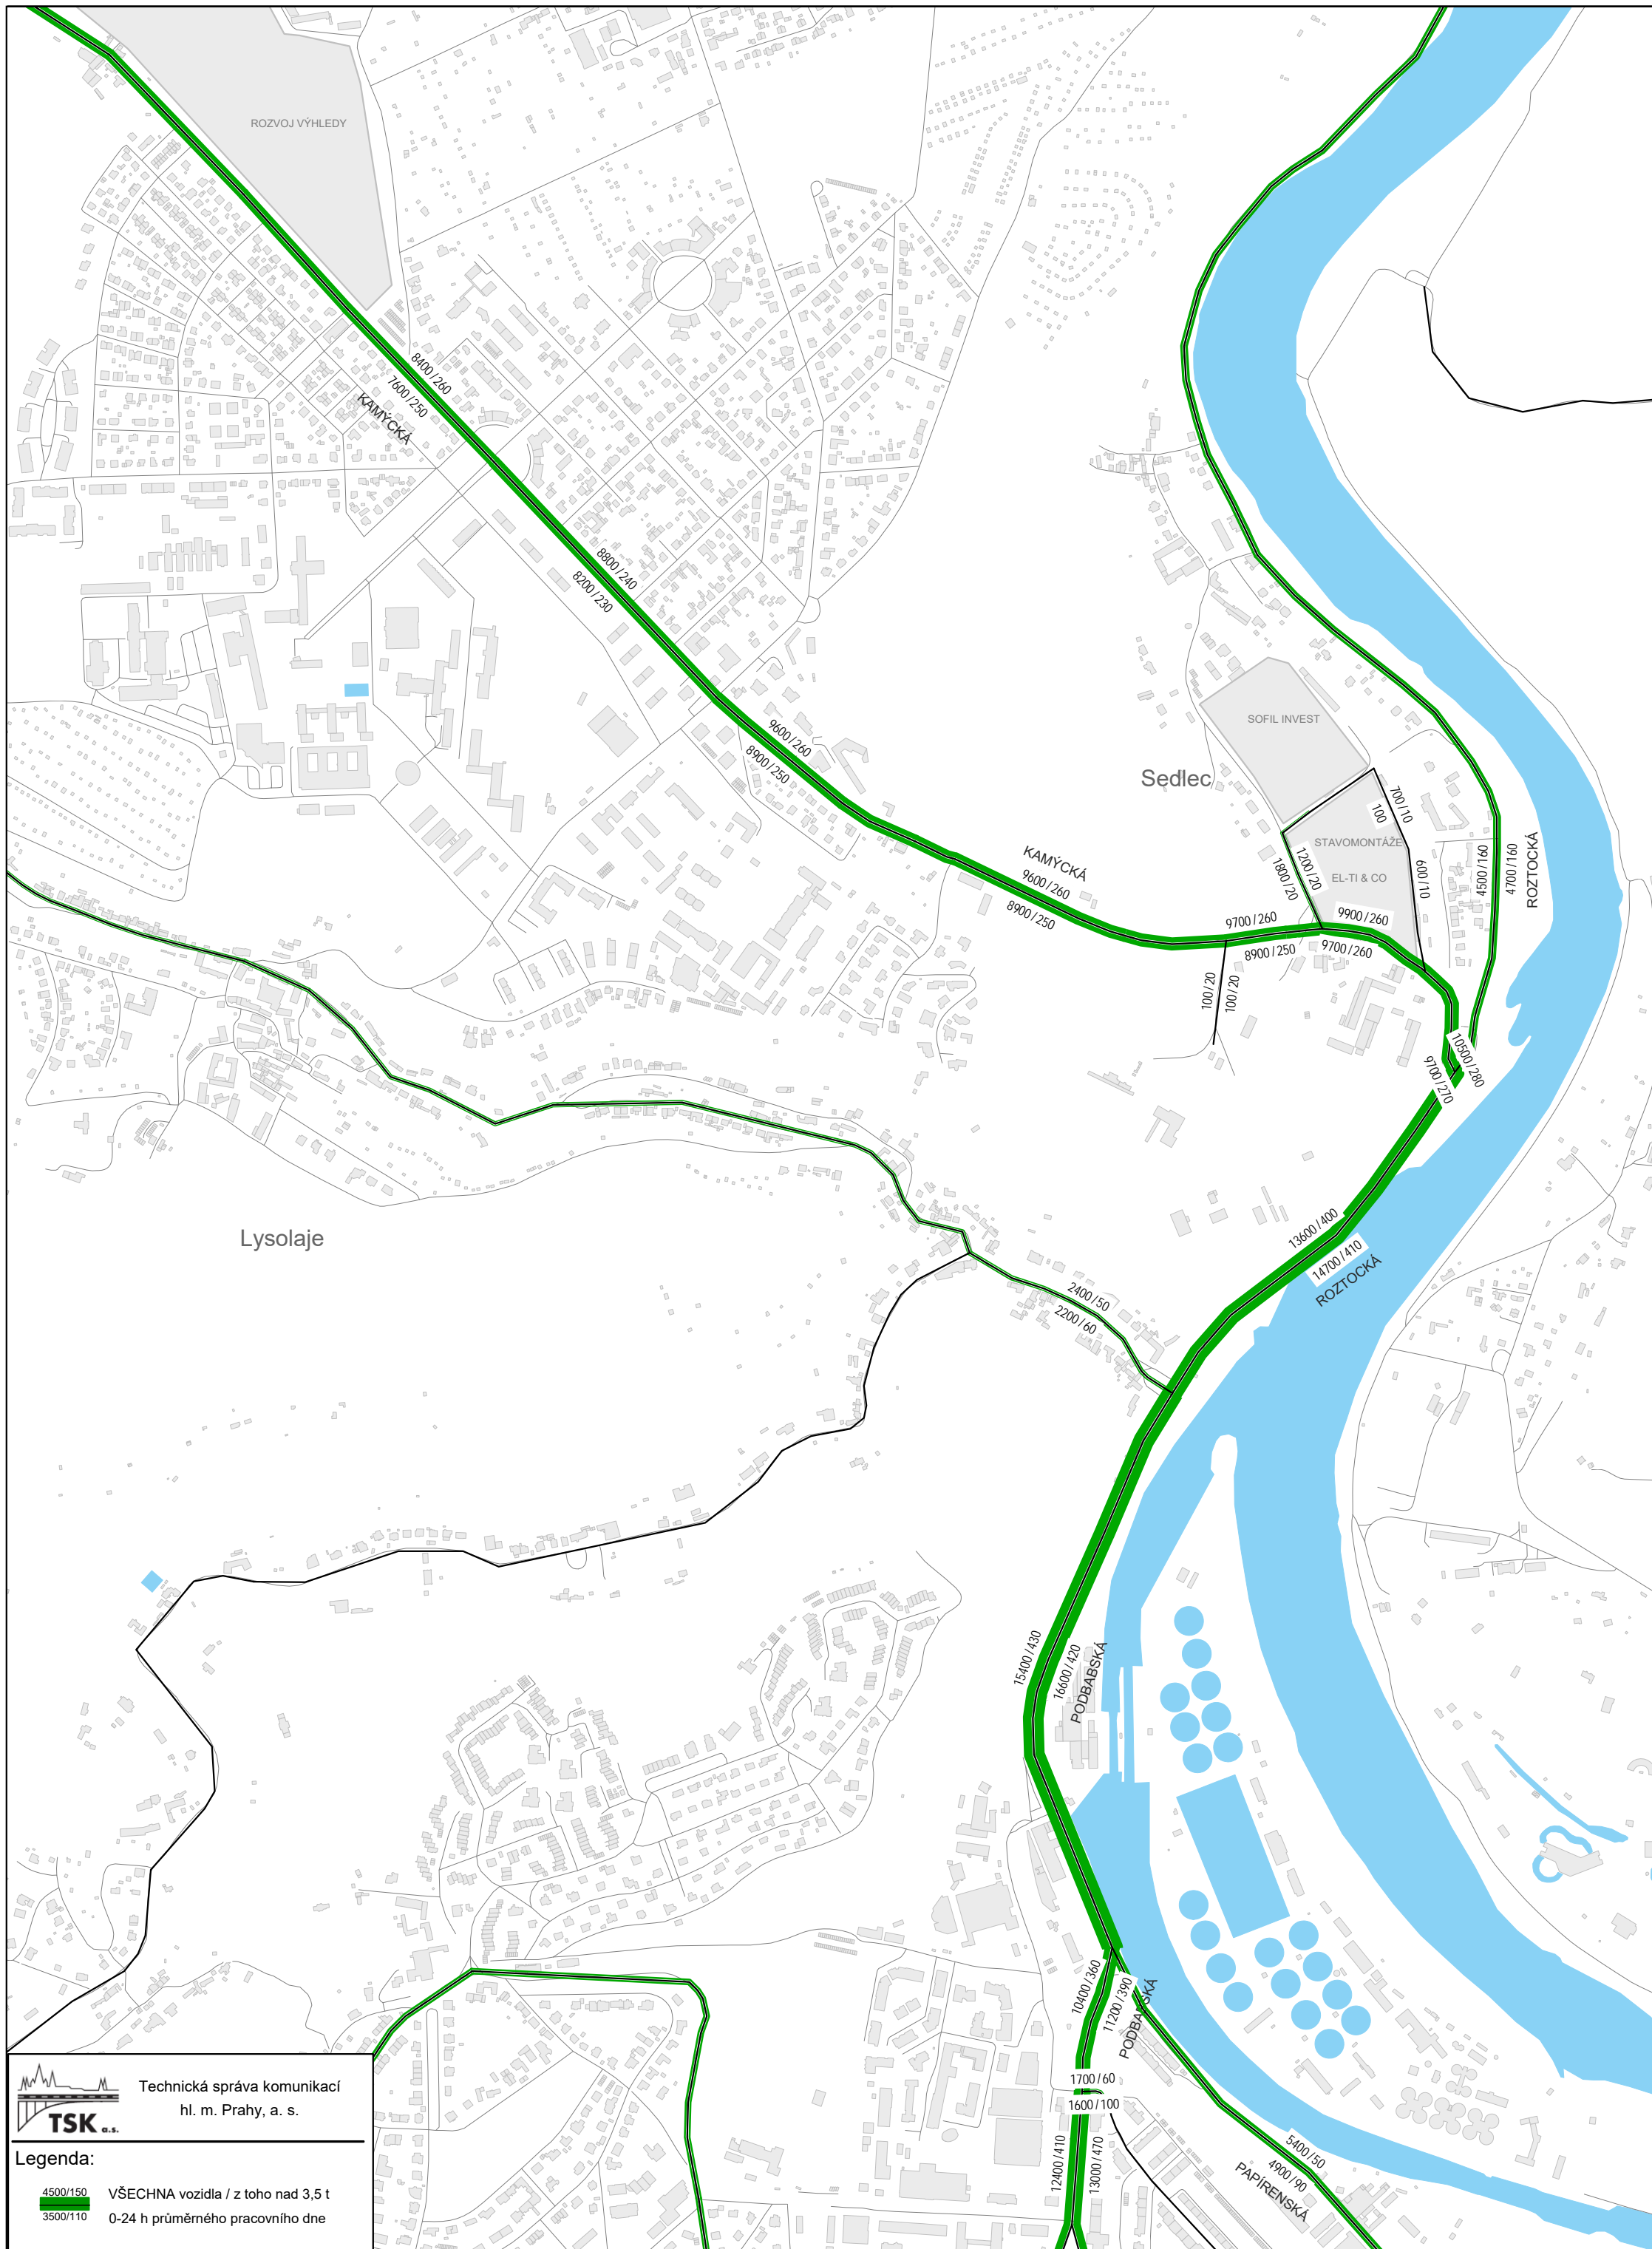 ROZVOJ VÝHLEDY
8400/260
7600/250
KAMÝCKÁ
8800/240
8200/230
SOFIL INVEST
9600/260
8900/250
Sedlec
700/10
100
STAVOMONTÁŽE
ROZTOCKÁ
KAMÝCKÁ
9600/260
8900/250
1200/20
1800/20
EL-TI & CO
600/10
4500/160
4700/160
9700/260
9900/260
8900/250
9700/260
100/20
100/20
10500/280
9700/270
Lysolaje
13600/400
14700/410
ROZTOCKÁ
2400/50
2200/60
15400/430
16600/420
PODBABSKÁ
10400/360
11200/390
PODBABSKÁ
1700/60
1600/100
12400/410
13000/470
5400/50
4900/90
PAPÍRENSKÁ
TSK a.s.
Technická správa komunikací
hl. m. Prahy, a. s.
Legenda:
4500/150
3500/110
VŠECHNA vozidla / z toho nad 3,5 t
0-24 h průměrného pracovního dne